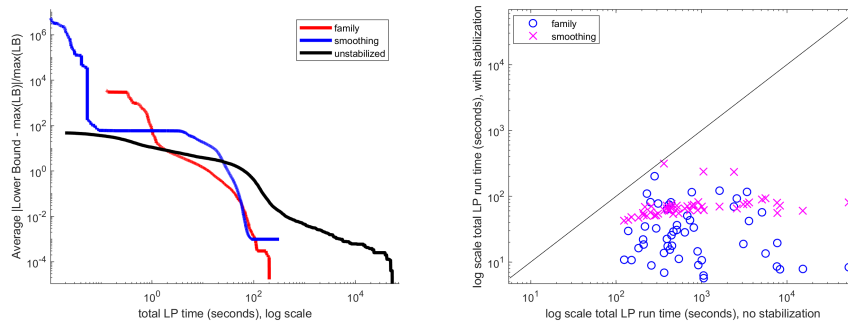 Average |Lower Bound - max(LB)|/max(LB)
10^6
10^4
10^2
10^0
10^-2
10^-4
family
smoothing
unstabilized
10^0
10^2
10^4
total LP time (seconds), log scale
log scale total LP run time (seconds), with stabilization
10^4
10^3
10^2
10^1
family
smoothing
10^1
10^2
10^3
10^4
log scale total LP run time (seconds), no stabilization